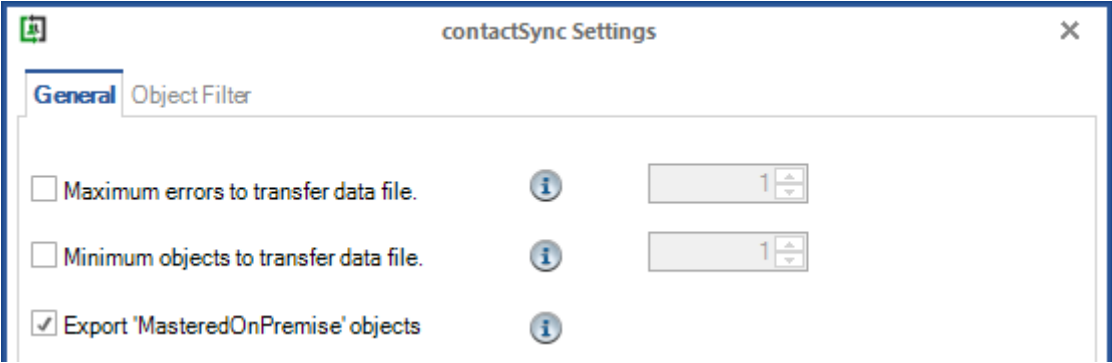 contactSync Settings
General Object Filter
Maximum errors to transfer data file. 1
Minimum objects to transfer data file. 1
Export 'MasteredOnPremise' objects